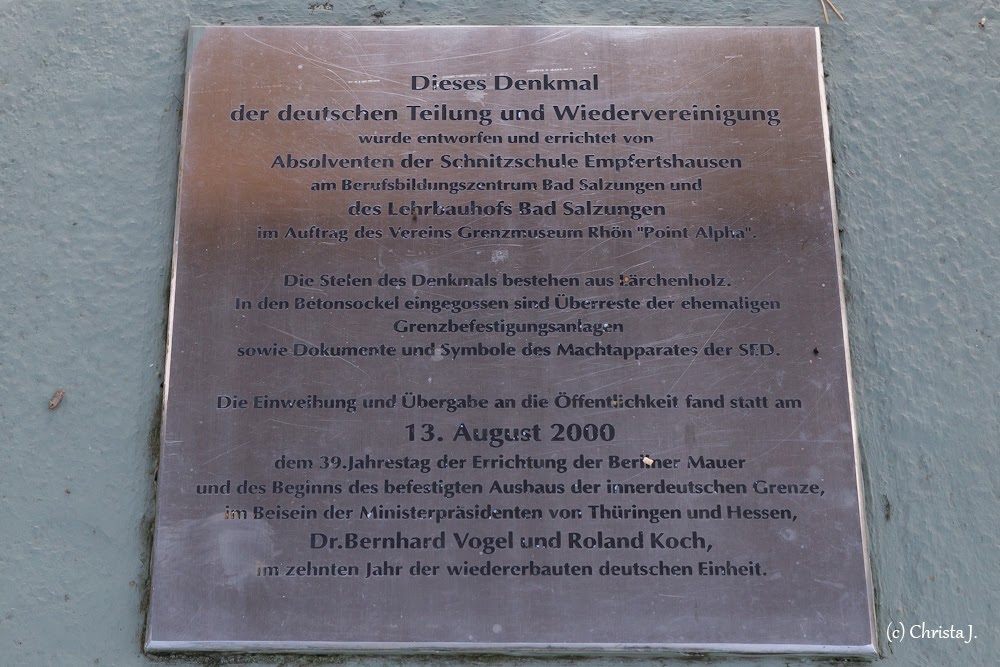 Dieses Denkmal
der deutschen Teilung und Wiedervereinigung
wurde entworfen und errichtet von
Absolventen der Schnitzschule Empfertshausen
am Berufsbildungszentrum Bad Salzungen und
des Lehrbauhofs Bad Salzungen
im Auftrag des Vereins Grenzmuseum Rhön "Point Alpha".
Die Stelen des Denkmals bestehen aus Lärchenholz.
In den Betonsockel eingegossen sind Überreste der ehemaligen
Grenzbefestigungsanlagen
sowie Dokumente und Symbole des Machtapparates der SED.
Die Einweihung und Übergabe an die Öffentlichkeit fand statt am
13. August 2000
dem 39.Jahrestag der Errichtung der Berliner Mauer
und des Beginns des befestigten Ausbaus der innerdeutschen Grenze,
im Beisein der Ministerpräsidenten von Thüringen und Hessen,
Dr.Bernhard Vogel und Roland Koch,
im zehnten Jahr der wiedererbauten deutschen Einheit.
(c) Christa J.